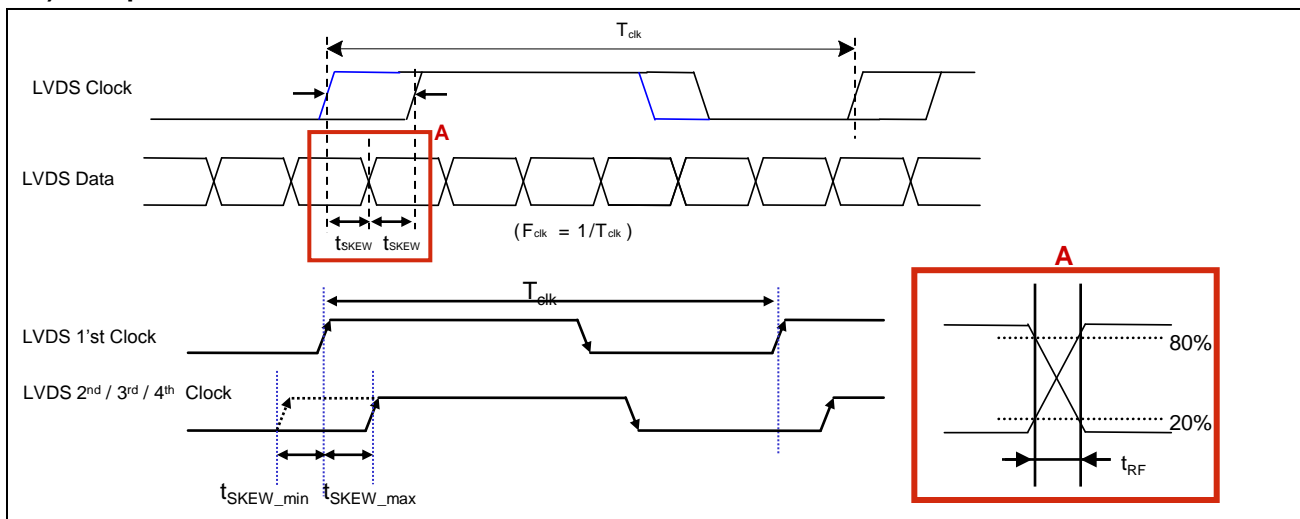 Tclk
LVDS Clock
A
LVDS Data
tSKEW tSKEW
(Fclk = 1/Tclk)
A
Tclk
LVDS 1'st Clock
80%
LVDS 2nd / 3rd / 4th Clock
20%
tRF
tSKEW_min tSKEW_max